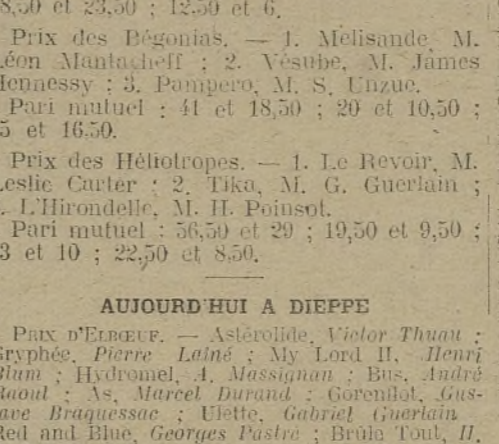 8,50 et 23,50 ; 12,50 et 6.
Prix des Bégonias. — 1. Mélisande, M.
Léon Mantacheff ; 2. Vésube, M. James
Hennessy ; 3. Pampero, M. S. Unzue.
Pari mutuel : 41 et 18,50 ; 20 et 10,50 ;
5 et 16,50.
Prix des Héliotropes. — 1. Le Revoir, M.
Leslie Carter ; 2. Tika, M. G. Guerlain ;
. L'Hirondelle, M. H. Poinsot.
Pari mutuel : 56,50 et 29 ; 19,50 et 9,50 ;
3 et 10 ; 22,50 et 8,50.
AUJOURD'HUI A DIEPPE
PRIX D'ELBŒUF. — Astérolide, Victor Thuau ;
Gryphée, Pierre Lainé ; My Lord II, Henri
Blum ; Hydromel, A. Massignan ; Bus, André
Raoul ; As, Marcel Durand ; Gorenflot, Gus-
tave Braquessac ; Ulette, Gabriel Guerlain
Red and Blue, Georges Pastré ; Brûle Tout, H.